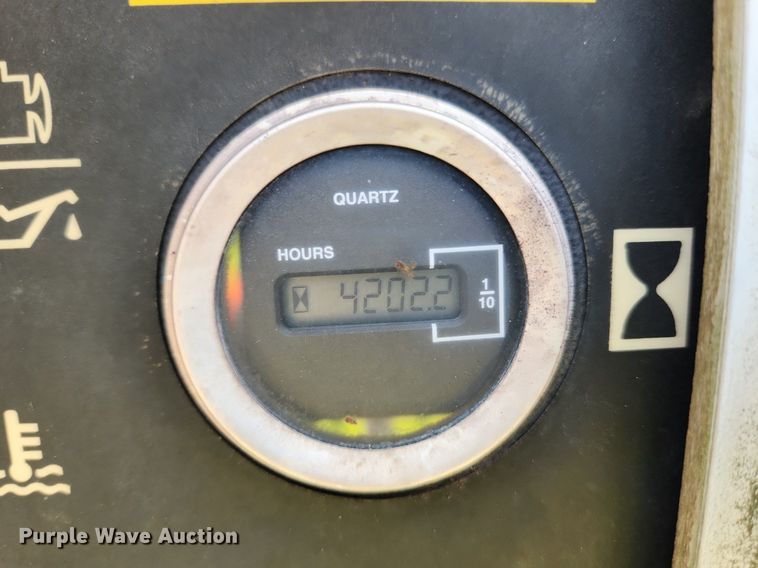 QUARTZ
HOURS
4202.2
1
10
Purple Wave Auction